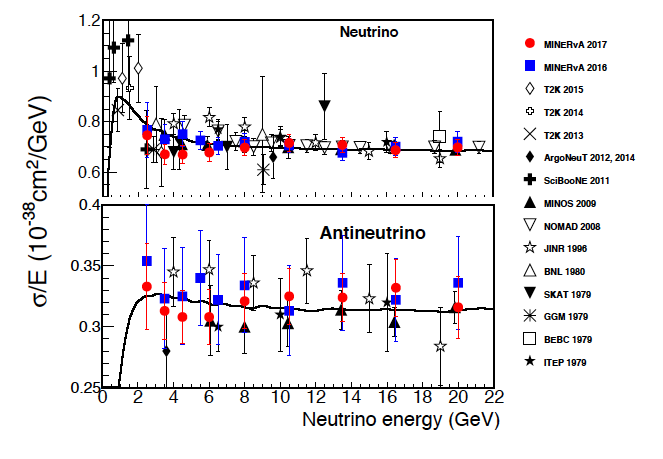 Neutrino
1.2
1
0.8
0.6
σ/E (10⁻³⁸cm²/GeV)
Antineutrino
0.4
0.35
0.3
0.25
0 2 4 6 8 10 12 14 16 18 20 22
Neutrino energy (GeV)
MINERvA 2017
MINERvA 2016
T2K 2015
T2K 2014
T2K 2013
ArgoNeuT 2012, 2014
SciBooNE 2011
MINOS 2009
NOMAD 2008
JINR 1996
BNL 1980
SKAT 1979
GGM 1979
BEBC 1979
ITEP 1979